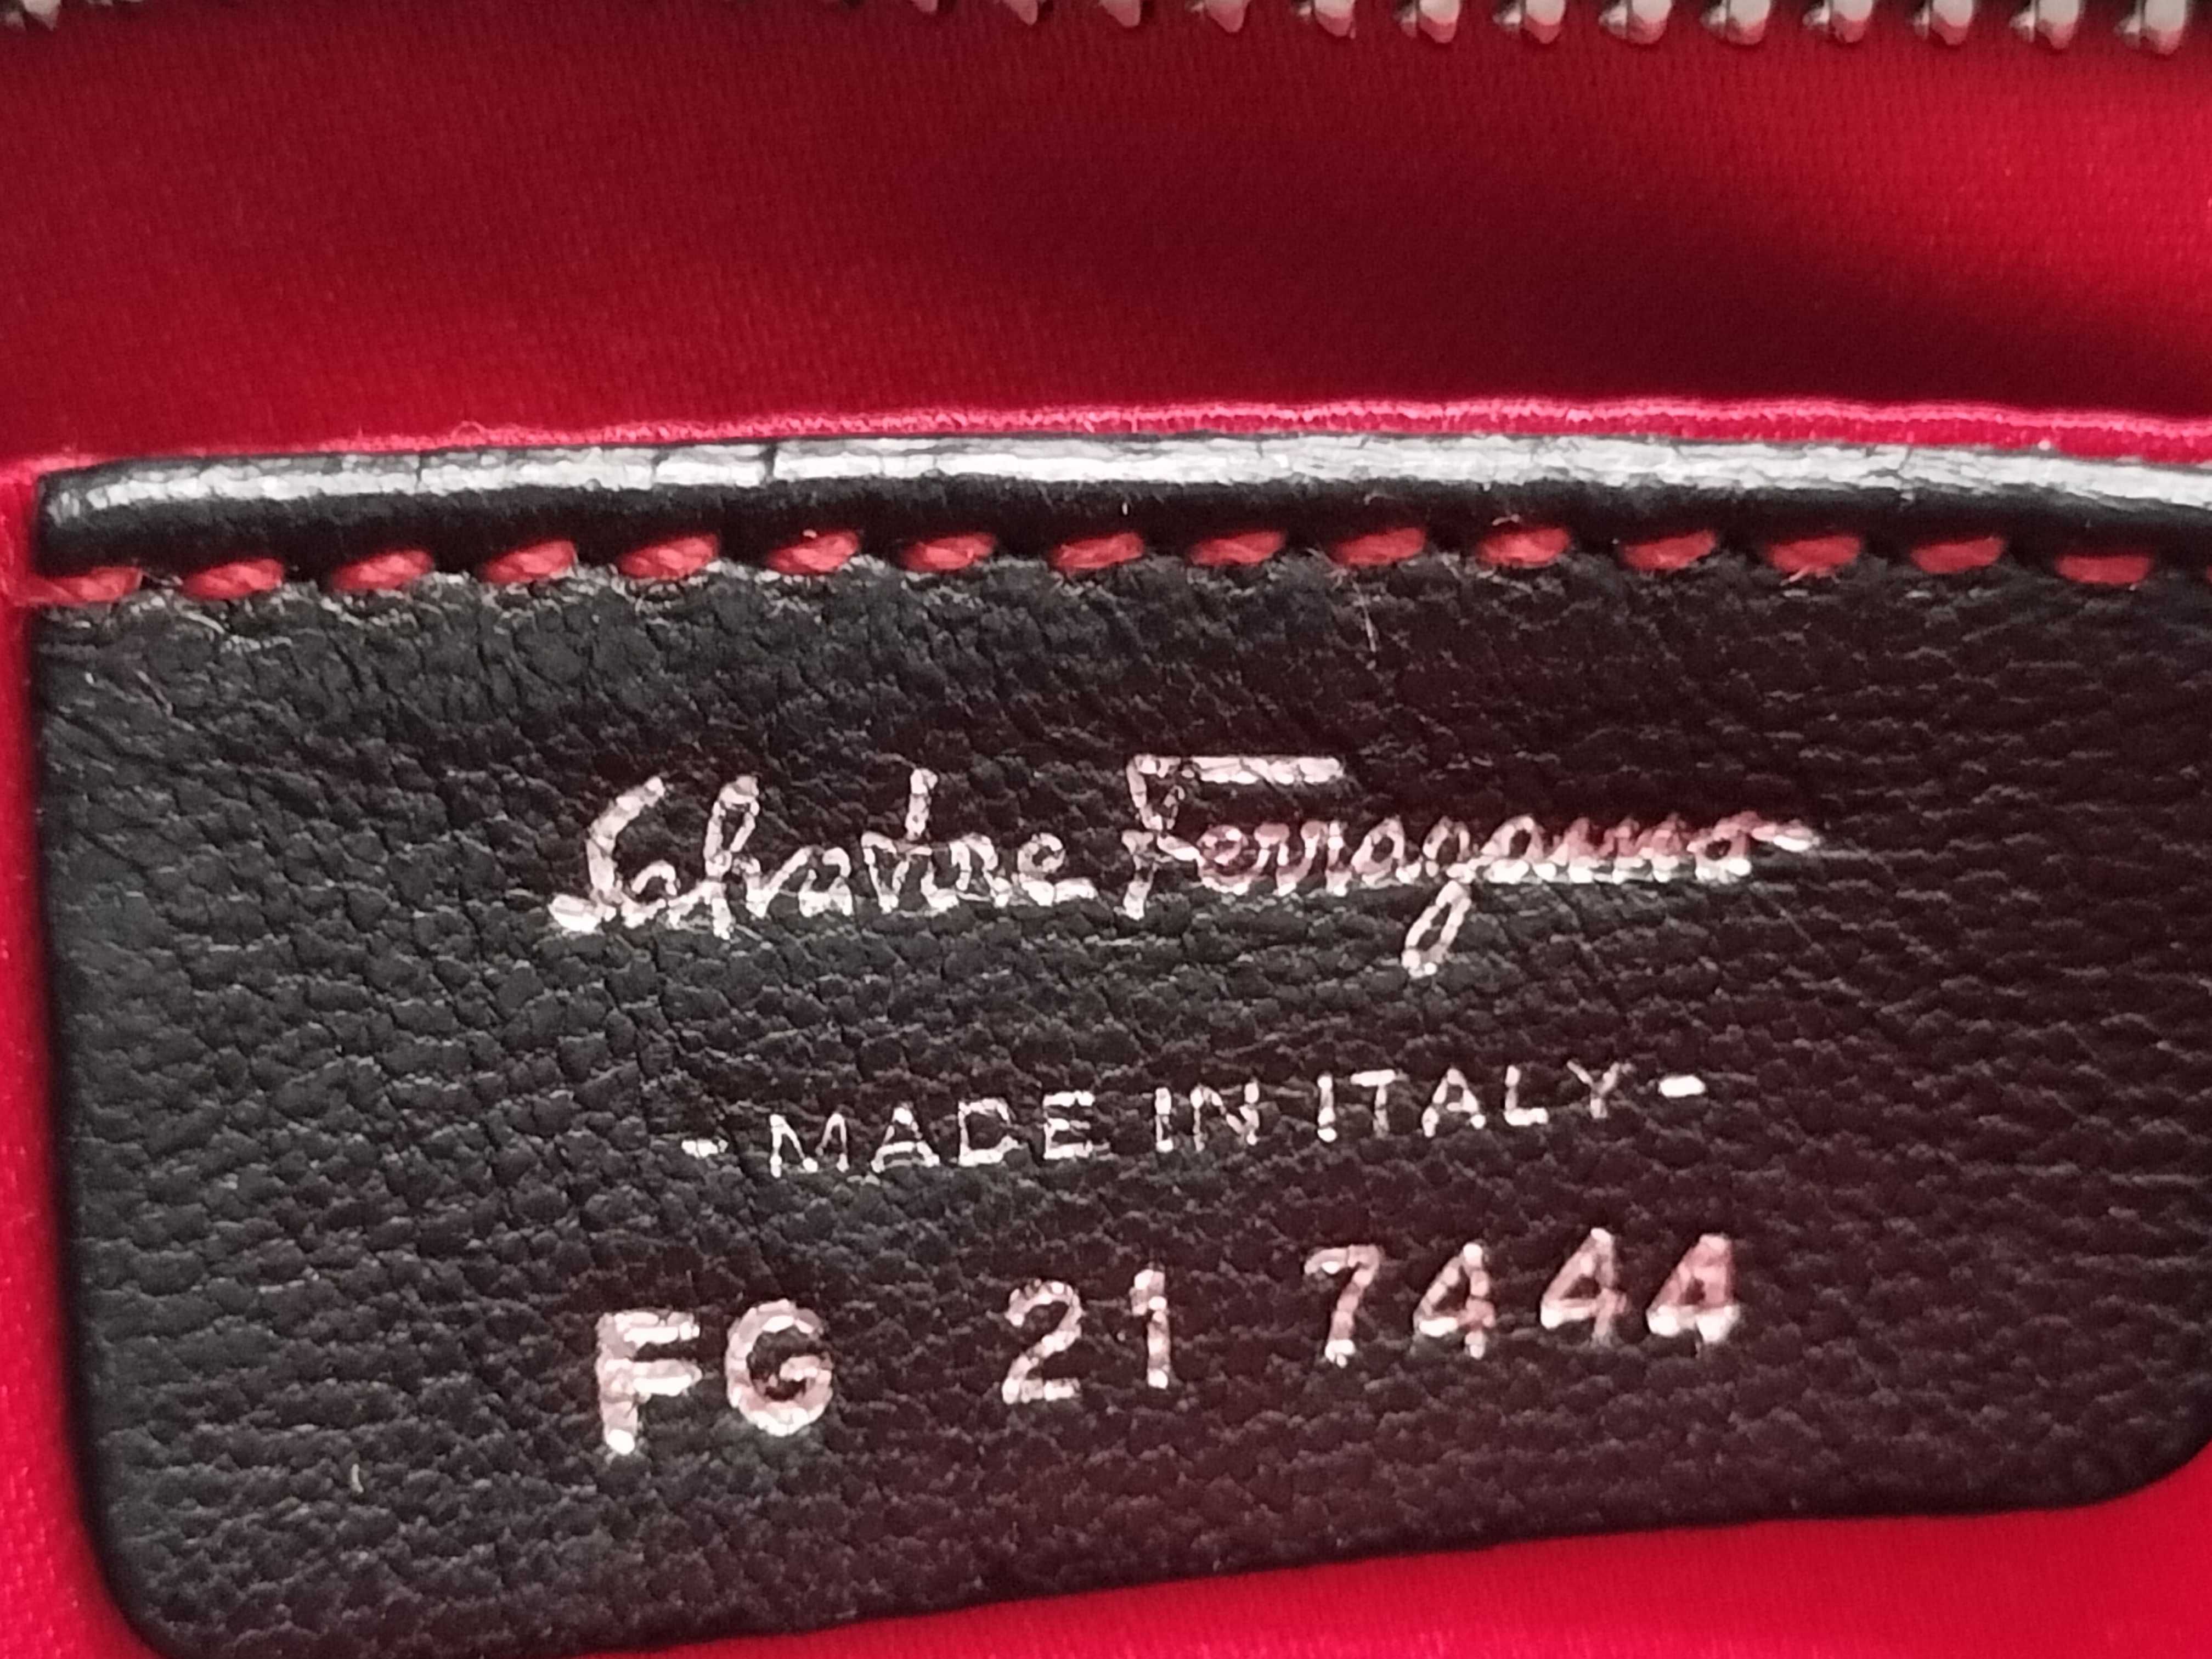 Salvatore Ferragamo
-MADE IN ITALY-
FG 21 7444